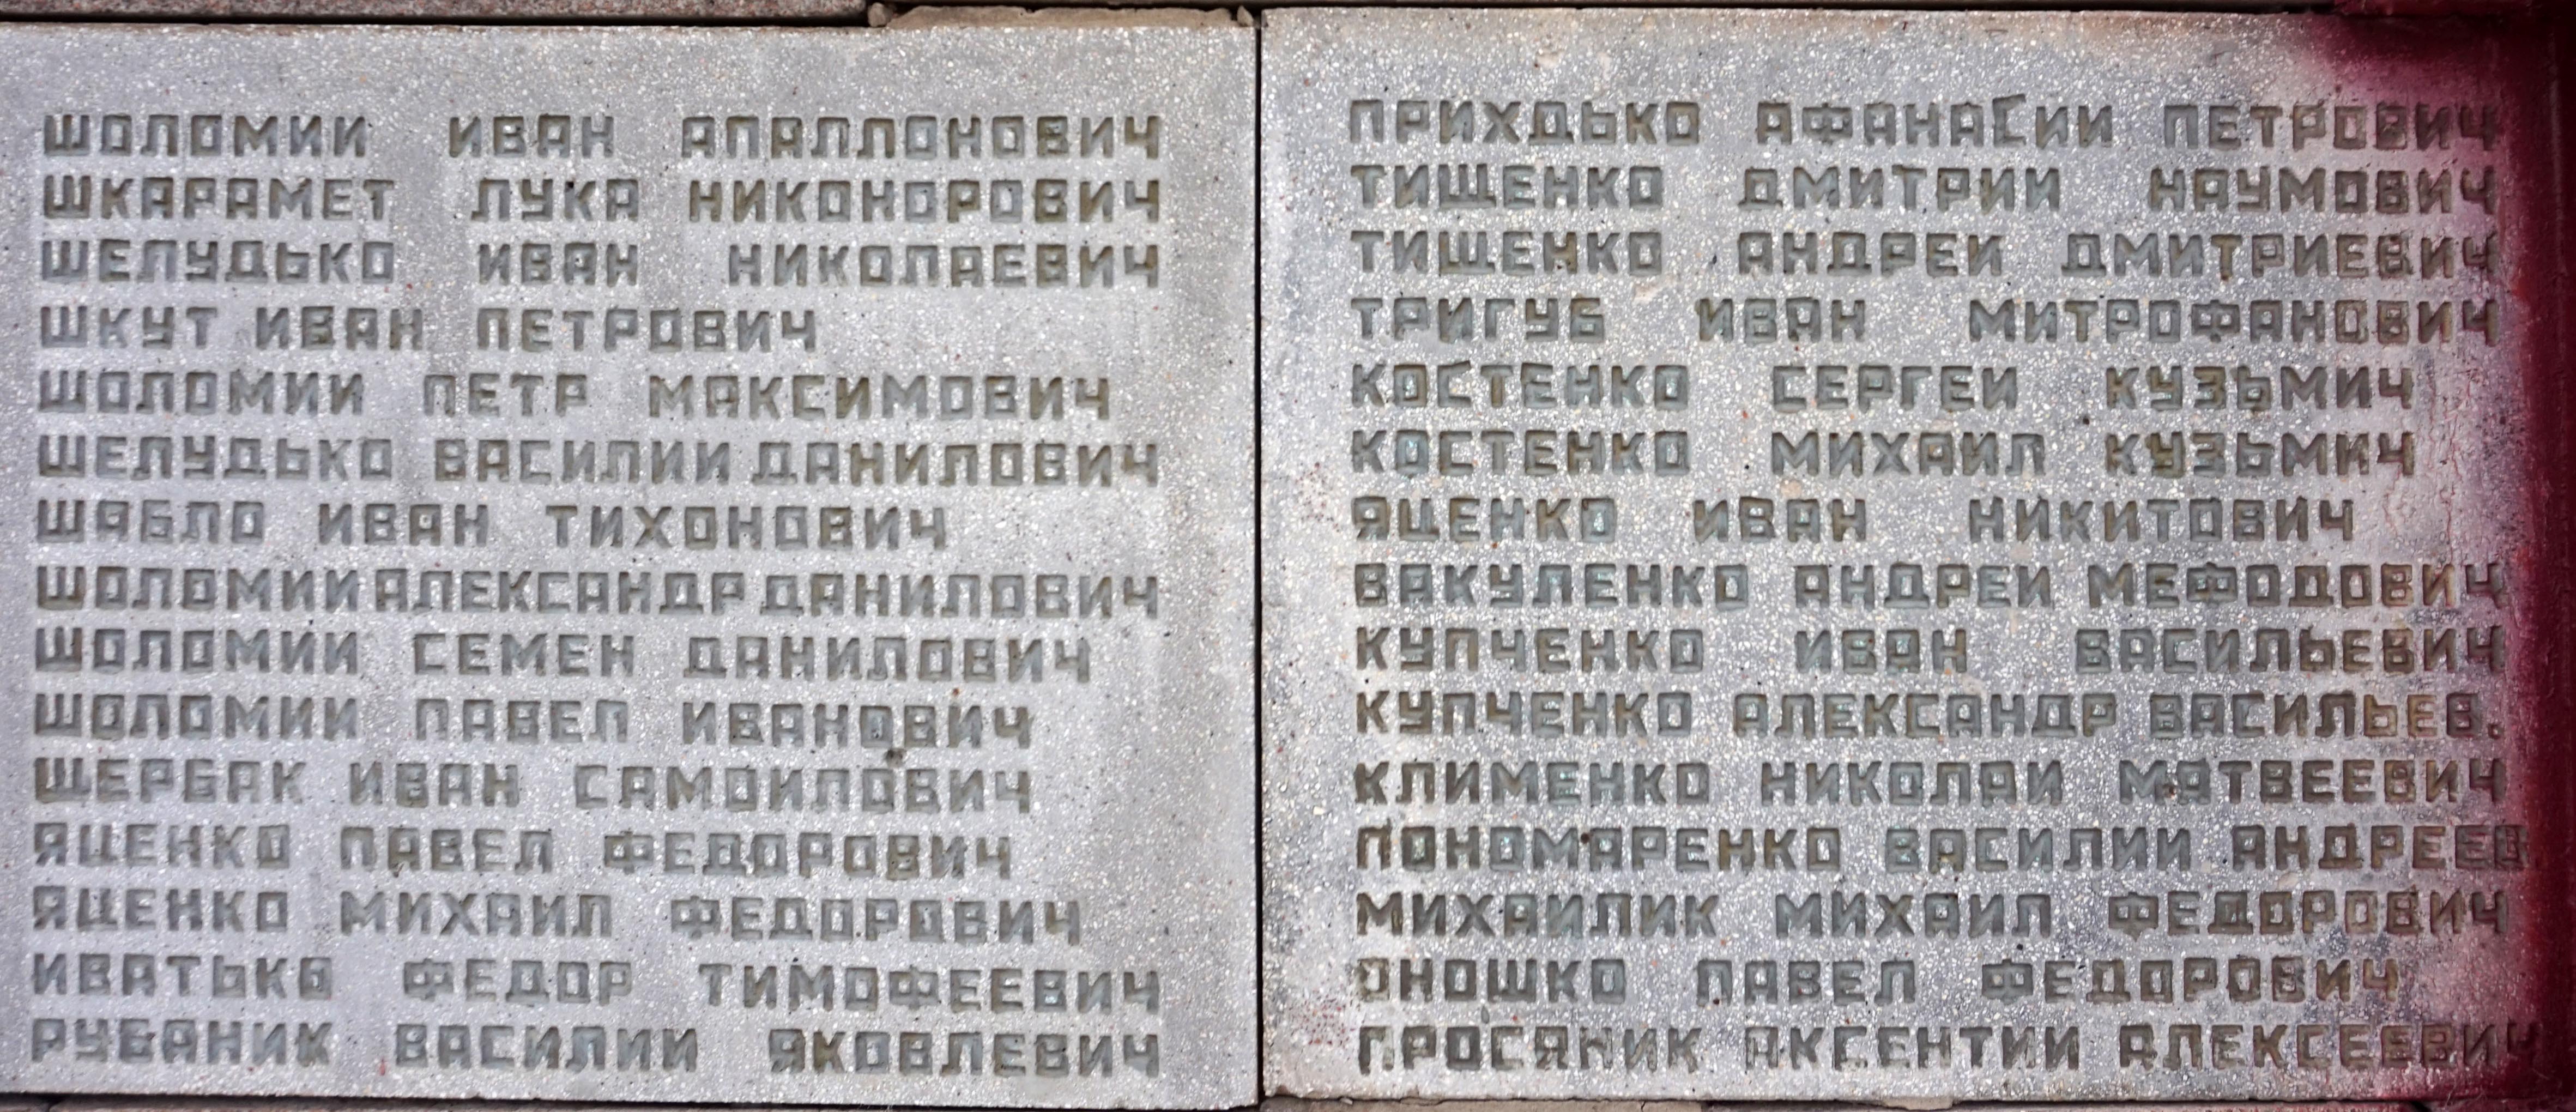 ШОЛОМИИ ИВАН АПАЛЛОНОВИЧ
ШКАРАМЕТ ЛУКА НИКОНОРОВИЧ
ШЕЛУДЬКО ИВАН НИКОЛАЕВИЧ
ШКУТ ИВАН ПЕТРОВИЧ
ШОЛОМИИ ПЕТР МАКСИМОВИЧ
ШЕЛУДЬКО ВАСИЛИИ ДАНИЛОВИЧ
ШАБЛО ИВАН ТИХОНОВИЧ
ШОЛОМИИ АЛЕКСАНДР ДАНИЛОВИЧ
ШОЛОМИИ СЕМЕН ДАНИЛОВИЧ
ШОЛОМИИ ПАВЕЛ ИВАНОВИЧ
ЩЕРБАК ИВАН САМОИЛОВИЧ
ЯЦЕНКО ПАВЕЛ ФЕДОРОВИЧ
ЯЦЕНКО МИХАИЛ ФЕДОРОВИЧ
ИВАТЬКО ФЕДОР ТИМОФЕЕВИЧ
РУБАНИК ВАСИЛИИ ЯКОВЛЕВИЧ
ПРИХДЬКО АФАНАСИИ ПЕТРОВИЧ
ТИЩЕНКО ДМИТРИИ НАУМОВИЧ
ТИЩЕНКО АНДРЕИ ДМИТРИЕВИЧ
ТРИГУБ ИВАН МИТРОФАНОВИЧ
КОСТЕНКО СЕРГЕИ КУЗЬМИЧ
КОСТЕНКО МИХАИЛ КУЗЬМИЧ
ЯЦЕНКО ИВАН НИКИТОВИЧ
ВАКУЛЕНКО АНДРЕИ МЕФОДОВИЧ
КУПЧЕНКО ИВАН ВАСИЛЬЕВИЧ
КУПЧЕНКО АЛЕКСАНДР ВАСИЛЬЕВ.
КЛИМЕНКО НИКОЛАИ МАТВЕЕВИЧ
ПОНОМАРЕНКО ВАСИЛИИ АНДРЕЕВ
МИХАИЛИК МИХАИЛ ФЕДОРОВИЧ
ОНОШКО ПАВЕЛ ФЕДОРОВИЧ
ПРОСЯНИК АКСЕНТИИ АЛЕКСЕЕВИЧ